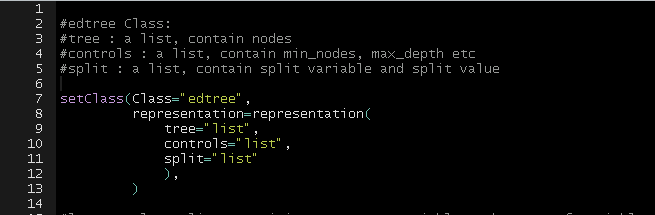 1
2 #edtree Class:
3 #tree : a list, contain nodes
4 #controls : a list, contain min_nodes, max_depth etc
5 #split : a list, contain split variable and split value
6
7 setClass(Class="edtree",
8 representation=representation(
9 tree="list",
10 controls="list",
11 split="list"
12 ),
13 )
14